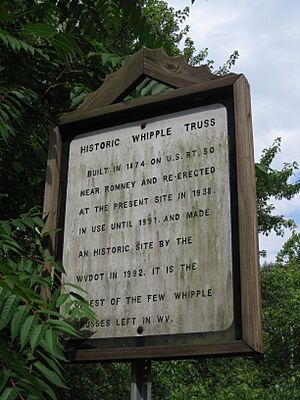 HISTORIC WHIPPLE TRUSS
BUILT IN 1874 ON U.S. RT. 50
NEAR ROMNEY AND RE-ERECTED
AT THE PRESENT SITE IN 1938.
IN USE UNTIL 1991. AND MADE
AN HISTORIC SITE BY THE
WVDOT IN 1992. IT IS THE
OF THE FEW WHIPPLE
TRUSSES LEFT IN WV.